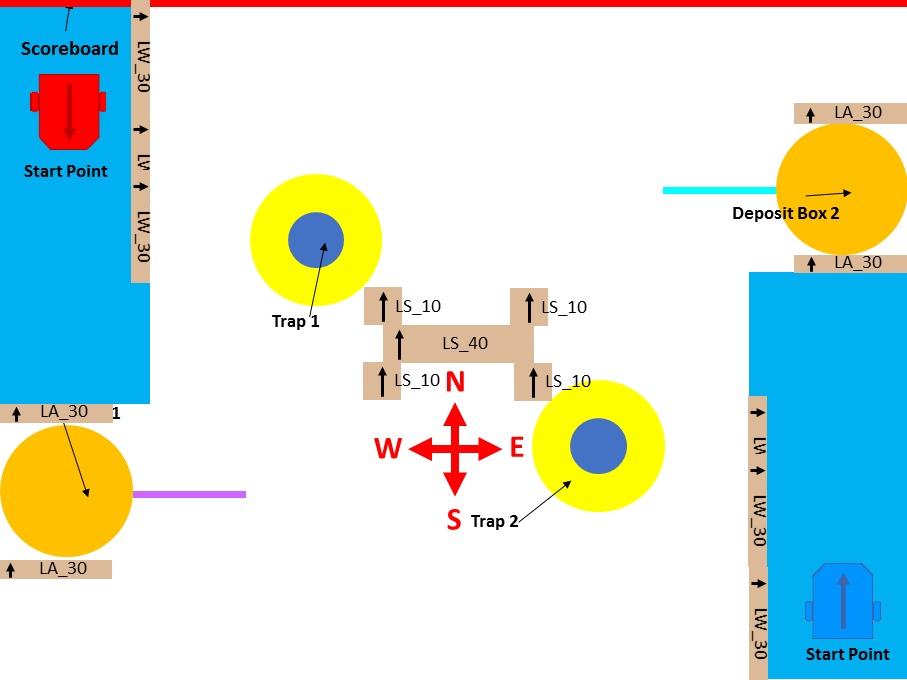 Scoreboard
LW_30
Start Point
LW
LW_30
LA_30
Deposit Box 2
LA_30
LS_10
LS_10
Trap 1
LS_40
LS_10
N
LS_10
LA_30
1
W
E
S
Trap 2
LW
LW_30
LA_30
LW_30
Start Point